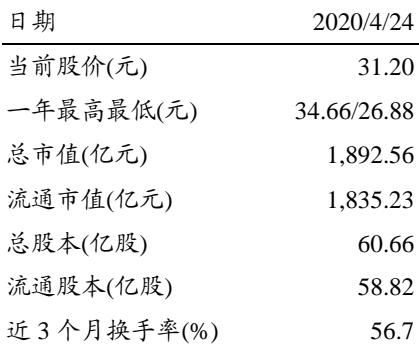 日期 2020/4/24
当前股价(元) 31.20
一年最高最低(元) 34.66/26.88
总市值(亿元) 1,892.56
流通市值(亿元) 1,835.23
总股本(亿股) 60.66
流通股本(亿股) 58.82
近 3 个月换手率(%) 56.7